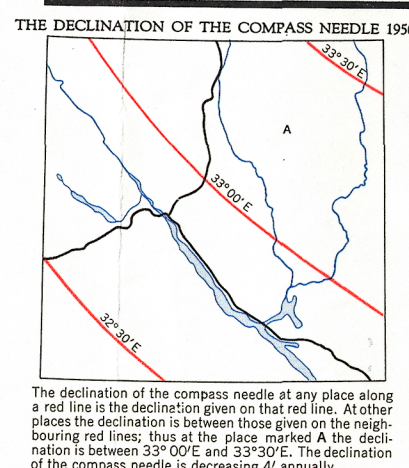 THE DECLINATION OF THE COMPASS NEEDLE 195
33°30'E
A
33°00'E
32°30'E
The declination of the compass needle at any place along
a red line is the declination given on that red line. At other
places the declination is between those given on the neigh-
bouring red lines; thus at the place marked A the decli-
nation is between 33° 00'E and 33°30'E. The declination
of the compass needle is decreasing 4' annually